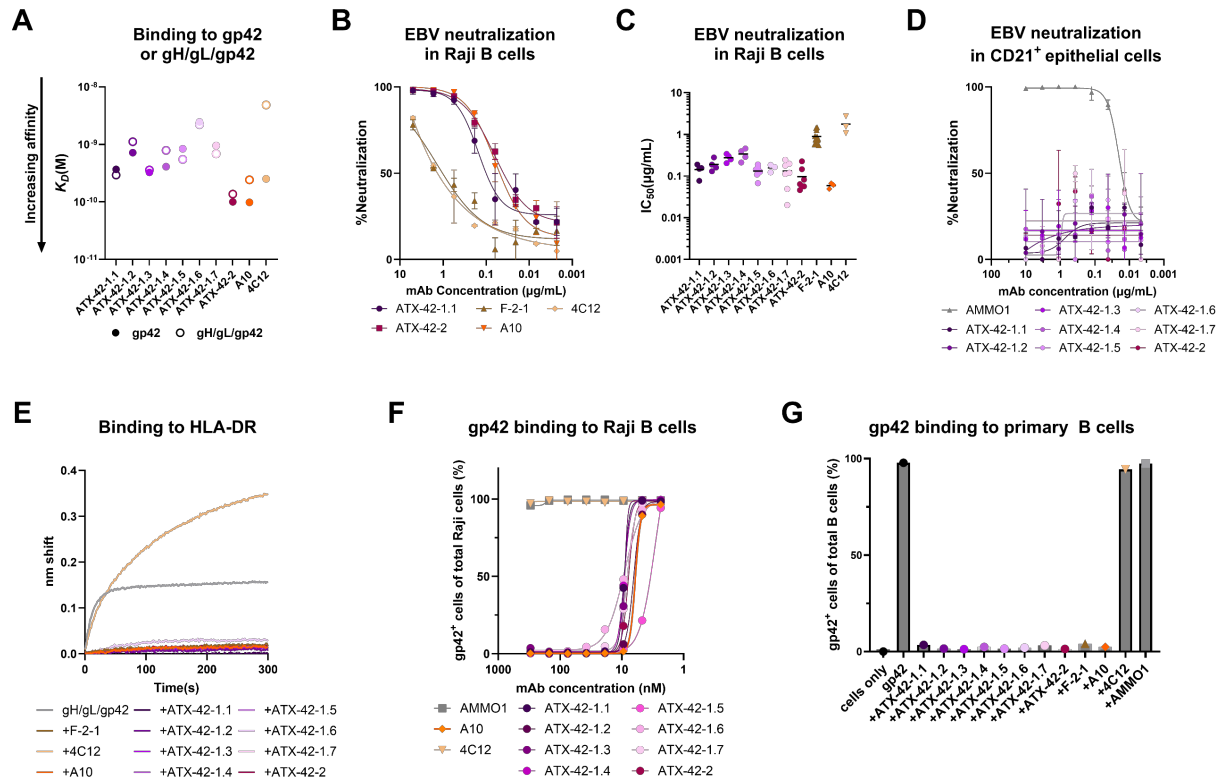 A
Binding to gp42
or gH/gL/gp42
Increasing affinity
K_D(M)
10⁻⁸
10⁻⁹
10⁻¹⁰
10⁻¹¹
ATX-42-1.1
ATX-42-1.2
ATX-42-1.3
ATX-42-1.4
ATX-42-1.5
ATX-42-1.6
ATX-42-1.7
ATX-42-2
A10
4C12
gp42
gH/gL/gp42
B
EBV neutralization
in Raji B cells
%Neutralization
100
50
0
10 1 0.1 0.01 0.001
mAb Concentration (µg/mL)
ATX-42-1.1 F-2-1 4C12
ATX-42-2 A10
C
EBV neutralization
in Raji B cells
IC₅₀(µg/mL)
10
1
0.1
0.01
0.001
0.0001
ATX-42-1.1
ATX-42-1.2
ATX-42-1.3
ATX-42-1.4
ATX-42-1.5
ATX-42-1.6
ATX-42-1.7
ATX-42-2
F-2-1
A10
4C12
D
EBV neutralization
in CD21⁺ epithelial cells
%Neutralization
100
50
0
100 10 1 0.1 0.01 0.001
mAb concentration (µg/mL)
AMMO1 ATX-42-1.3 ATX-42-1.6
ATX-42-1.1 ATX-42-1.4 ATX-42-1.7
ATX-42-1.2 ATX-42-1.5 ATX-42-2
E
Binding to HLA-DR
nm shift
0.4
0.3
0.2
0.1
0.0
0 100 200 300
Time(s)
gH/gL/gp42 +ATX-42-1.1 +ATX-42-1.5
+F-2-1 +ATX-42-1.2 +ATX-42-1.6
+4C12 +ATX-42-1.3 +ATX-42-1.7
+A10 +ATX-42-1.4 +ATX-42-2
F
gp42 binding to Raji B cells
gp42⁺ cells of total Raji cells (%)
100
50
0
1000 100 10 1
mAb concentration (nM)
AMMO1 ATX-42-1.1 ATX-42-1.5
A10 ATX-42-1.2 ATX-42-1.6
4C12 ATX-42-1.3 ATX-42-1.7
ATX-42-1.4 ATX-42-2
G
gp42 binding to primary B cells
gp42⁺ cells of total B cells (%)
100
80
60
40
20
0
cells only
gp42
+ATX-42-1.1
+ATX-42-1.2
+ATX-42-1.3
+ATX-42-1.4
+ATX-42-1.5
+ATX-42-1.6
+ATX-42-1.7
+ATX-42-2
+F-2-1
+A10
+4C12
+AMMO1